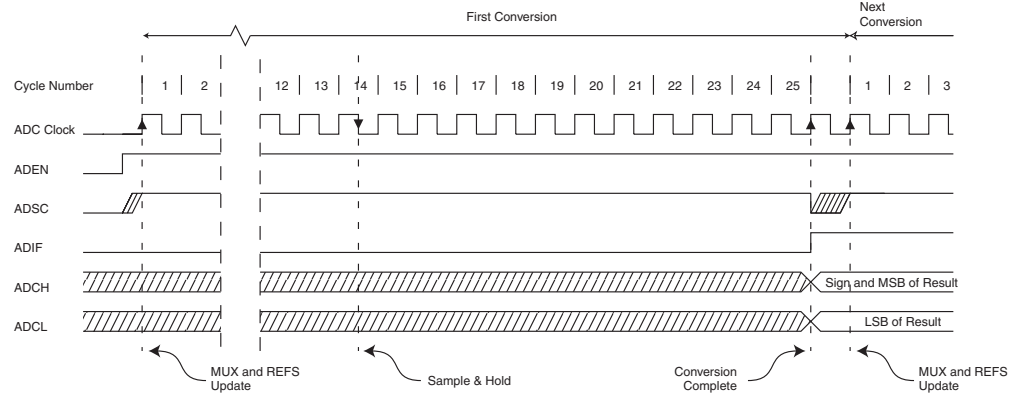 First Conversion
Next
Conversion
Cycle Number 1 2 12 13 14 15 16 17 18 19 20 21 22 23 24 25 1 2 3
ADC Clock
ADEN
ADSC
ADIF
ADCH Sign and MSB of Result
ADCL LSB of Result
MUX and REFS
Update
Sample & Hold
Conversion
Complete
MUX and REFS
Update